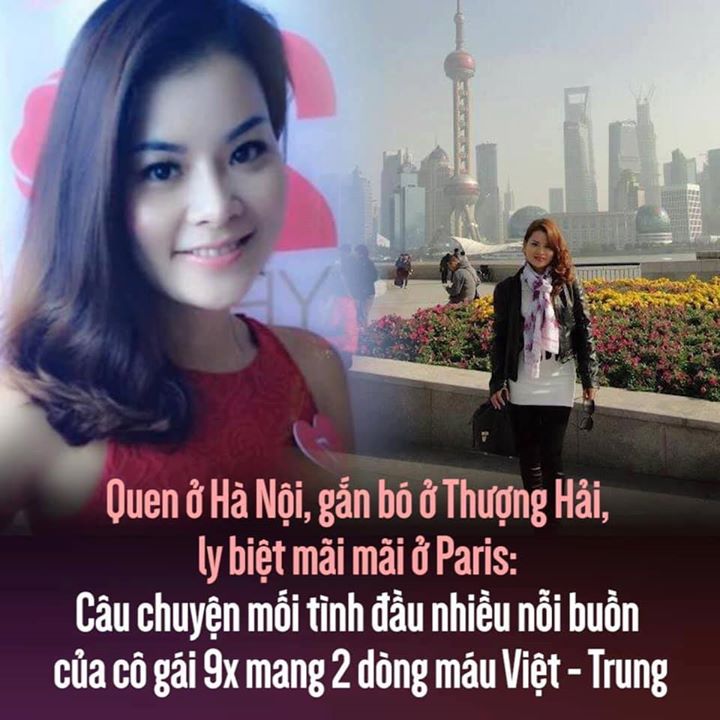 Quen ở Hà Nội, gắn bó ở Thượng Hải,
ly biệt mãi mãi ở Paris:
Câu chuyện mối tình đầu nhiều nỗi buồn
của cô gái 9x mang 2 dòng máu Việt - Trung